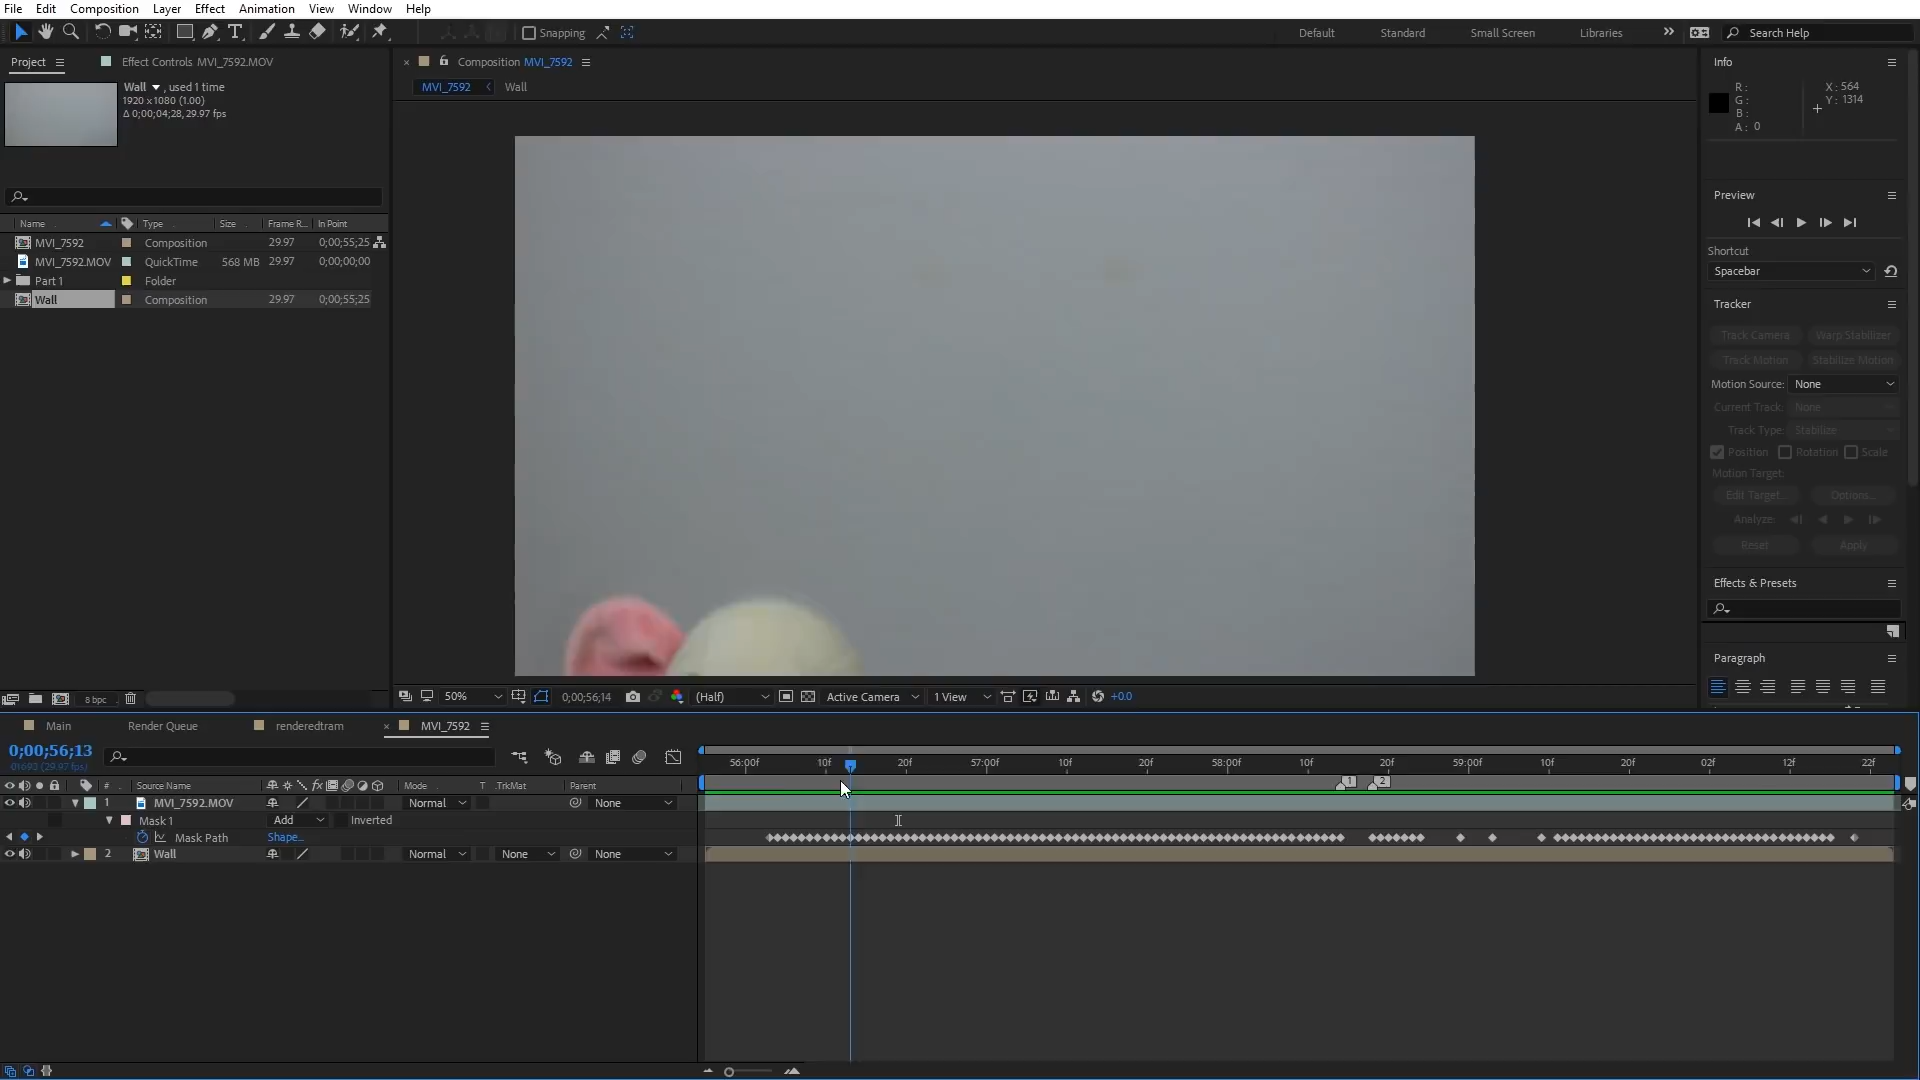 File Edit Composition Layer Effect Animation View Window Help
Snapping Default Standard Small Screen Libraries Search Help
Project Effect Controls MVI_7592.MOV
Composition MVI_7592
MVI_7592 Wall
Wall , used 1 time
1920 x 1080 (1.00)
Δ 0;00;04;28, 29.97 fps
Name Type Size Frame R... In Point
MVI_7592 Composition 29.97 0;00;55;25
MVI_7592.MOV QuickTime 568 MB 29.97 0;00;00;00
Part 1 Folder
Wall Composition 29.97 0;00;55;25
8 bpc
50% 0;00;56;14 (Half) Active Camera 1 View +0.0
Info
R: X: 564
G: Y: 1314
B:
A: 0
Preview
Shortcut
Spacebar
Tracker
Track Camera Warp Stabilizer
Track Motion Stabilize Motion
Motion Source: None
Current Track: None
Track Type: Stabilize
Position Rotation Scale
Motion Target:
Edit Target... Options...
Analyze:
Reset Apply
Effects & Presets
Paragraph
Main Render Queue renderedtram MVI_7592
0;00;56;13
01693 (29.97 fps)
56:00f 10f 20f 57:00f 10f 20f 58:00f 10f 20f 59:00f 10f 20f 02f 12f 22f
# Source Name Mode T .TrkMat Parent
1 2
1 MVI_7592.MOV Normal None
Mask 1 Add Inverted
Mask Path Shape...
2 Wall Normal None None